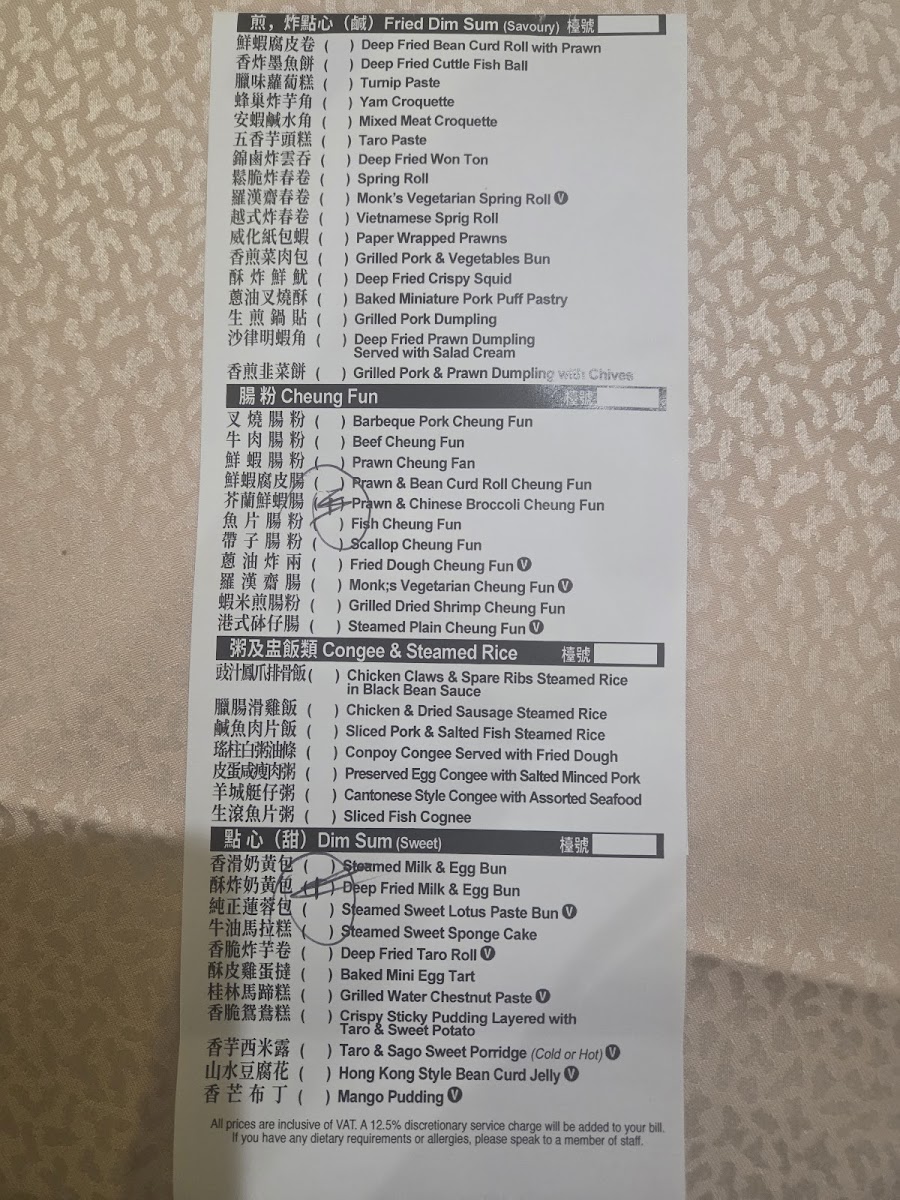 煎，炸點心（鹹）Fried Dim Sum (Savoury) 檯號
鮮蝦腐皮卷 ( ) Deep Fried Bean Curd Roll with Prawn
香炸墨魚餅 ( ) Deep Fried Cuttle Fish Ball
臘味蘿蔔糕 ( ) Turnip Paste
蜂巢炸芋角 ( ) Yam Croquette
安蝦鹹水角 ( ) Mixed Meat Croquette
五香芋頭糕 ( ) Taro Paste
錦鹵炸雲吞 ( ) Deep Fried Won Ton
鬆脆炸春卷 ( ) Spring Roll
羅漢齋春卷 ( ) Monk's Vegetarian Spring Roll V
越式炸春卷 ( ) Vietnamese Sprig Roll
威化紙包蝦 ( ) Paper Wrapped Prawns
香煎菜肉包 ( ) Grilled Pork & Vegetables Bun
酥炸鮮魷 ( ) Deep Fried Crispy Squid
蔥油叉燒酥 ( ) Baked Miniature Pork Puff Pastry
生煎鍋貼 ( ) Grilled Pork Dumpling
沙律明蝦角 ( ) Deep Fried Prawn Dumpling
Served with Salad Cream
香煎韭菜餅 ( ) Grilled Pork & Prawn Dumpling with Chives
腸粉 Cheung Fun 檯號
叉燒腸粉 ( ) Barbeque Pork Cheung Fun
牛肉腸粉 ( ) Beef Cheung Fun
鮮蝦腸粉 ( ) Prawn Cheung Fan
鮮蝦腐皮腸 ( ) Prawn & Bean Curd Roll Cheung Fun
芥蘭鮮蝦腸 ( ) Prawn & Chinese Broccoli Cheung Fun
魚片腸粉 ( ) Fish Cheung Fun
帶子腸粉 ( ) Scallop Cheung Fun
蔥油炸兩 ( ) Fried Dough Cheung Fun V
羅漢齋腸 ( ) Monk;s Vegetarian Cheung Fun V
蝦米煎腸粉 ( ) Grilled Dried Shrimp Cheung Fun
港式砵仔腸 ( ) Steamed Plain Cheung Fun V
粥及盅飯類 Congee & Steamed Rice 檯號
豉汁鳳爪排骨飯 ( ) Chicken Claws & Spare Ribs Steamed Rice
in Black Bean Sauce
臘腸滑雞飯 ( ) Chicken & Dried Sausage Steamed Rice
鹹魚肉片飯 ( ) Sliced Pork & Salted Fish Steamed Rice
瑤柱白粥油條 ( ) Conpoy Congee Served with Fried Dough
皮蛋咸瘦肉粥 ( ) Preserved Egg Congee with Salted Minced Pork
羊城艇仔粥 ( ) Cantonese Style Congee with Assorted Seafood
生滾魚片粥 ( ) Sliced Fish Cognee
點心（甜）Dim Sum (Sweet) 檯號
香滑奶黃包 ( ) Steamed Milk & Egg Bun
酥炸奶黃包 ( ) Deep Fried Milk & Egg Bun
純正蓮蓉包 ( ) Steamed Sweet Lotus Paste Bun V
牛油馬拉糕 ( ) Steamed Sweet Sponge Cake
香脆炸芋卷 ( ) Deep Fried Taro Roll V
酥皮雞蛋撻 ( ) Baked Mini Egg Tart
桂林馬蹄糕 ( ) Grilled Water Chestnut Paste V
香脆鴛鴦糕 ( ) Crispy Sticky Pudding Layered with
Taro & Sweet Potato
香芋西米露 ( ) Taro & Sago Sweet Porridge (Cold or Hot) V
山水豆腐花 ( ) Hong Kong Style Bean Curd Jelly V
香芒布丁 ( ) Mango Pudding V
All prices are inclusive of VAT. A 12.5% discretionary service charge will be added to your bill.
If you have any dietary requirements or allergies, please speak to a member of staff.